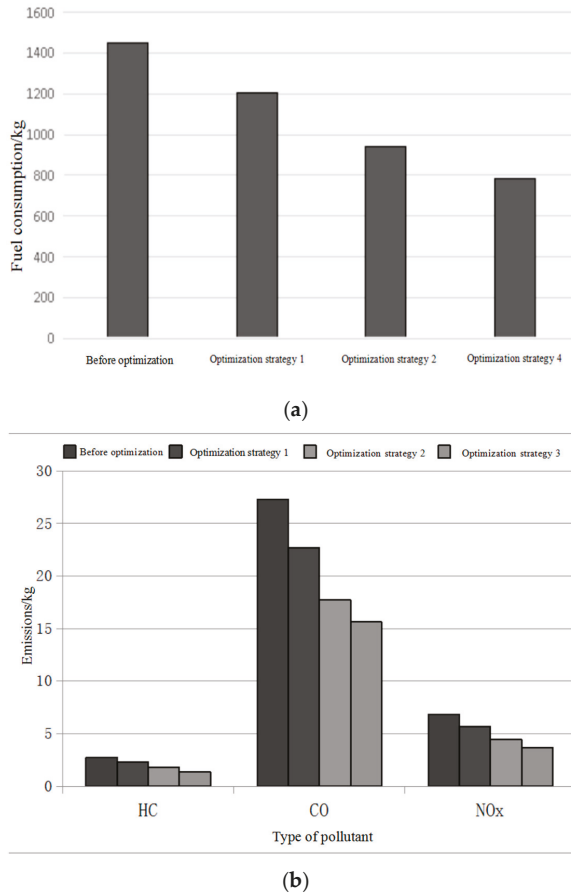 1600
1400
1200
1000
800
600
400
200
0
Fuel consumption/kg
Before optimization Optimization strategy 1 Optimization strategy 2 Optimization strategy 4
(a)
Before optimization Optimization strategy 1 Optimization strategy 2 Optimization strategy 3
30
25
20
15
10
5
0
Emissions/kg
HC CO NOx
Type of pollutant
(b)